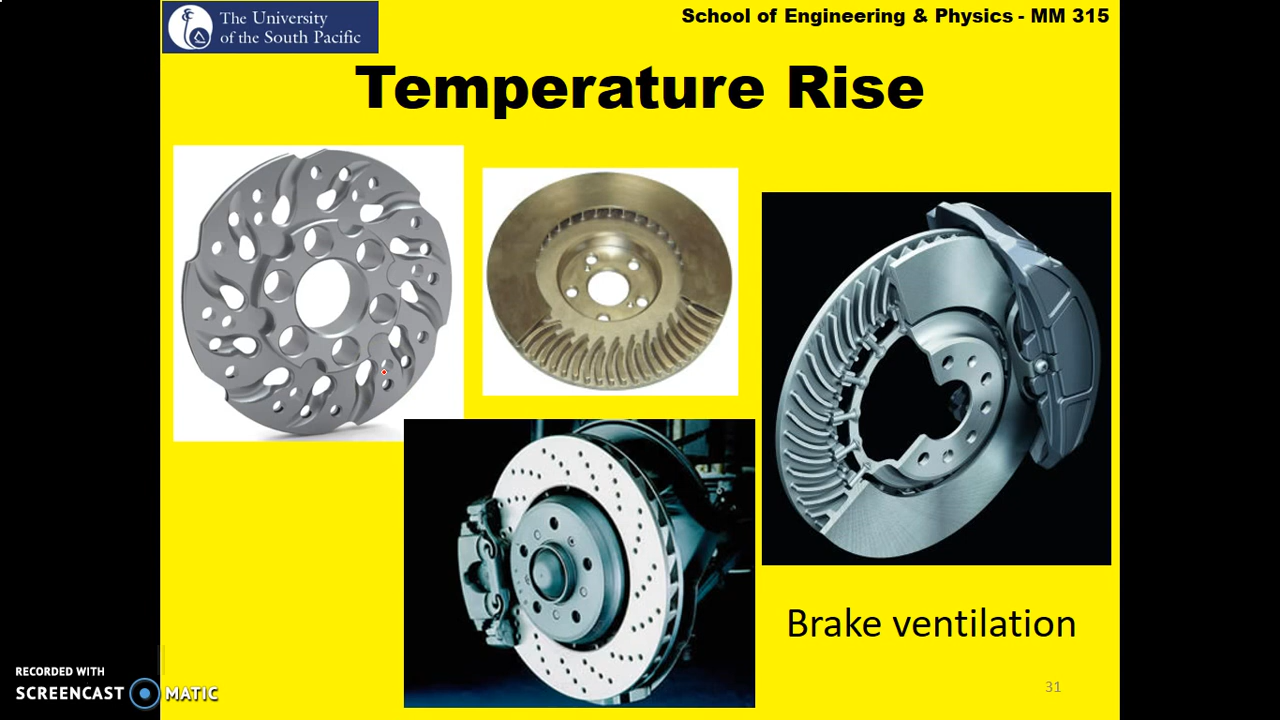 The University
of the South Pacific
School of Engineering & Physics - MM 315
Temperature Rise
Brake ventilation
31
RECORDED WITH
SCREENCAST MATIC